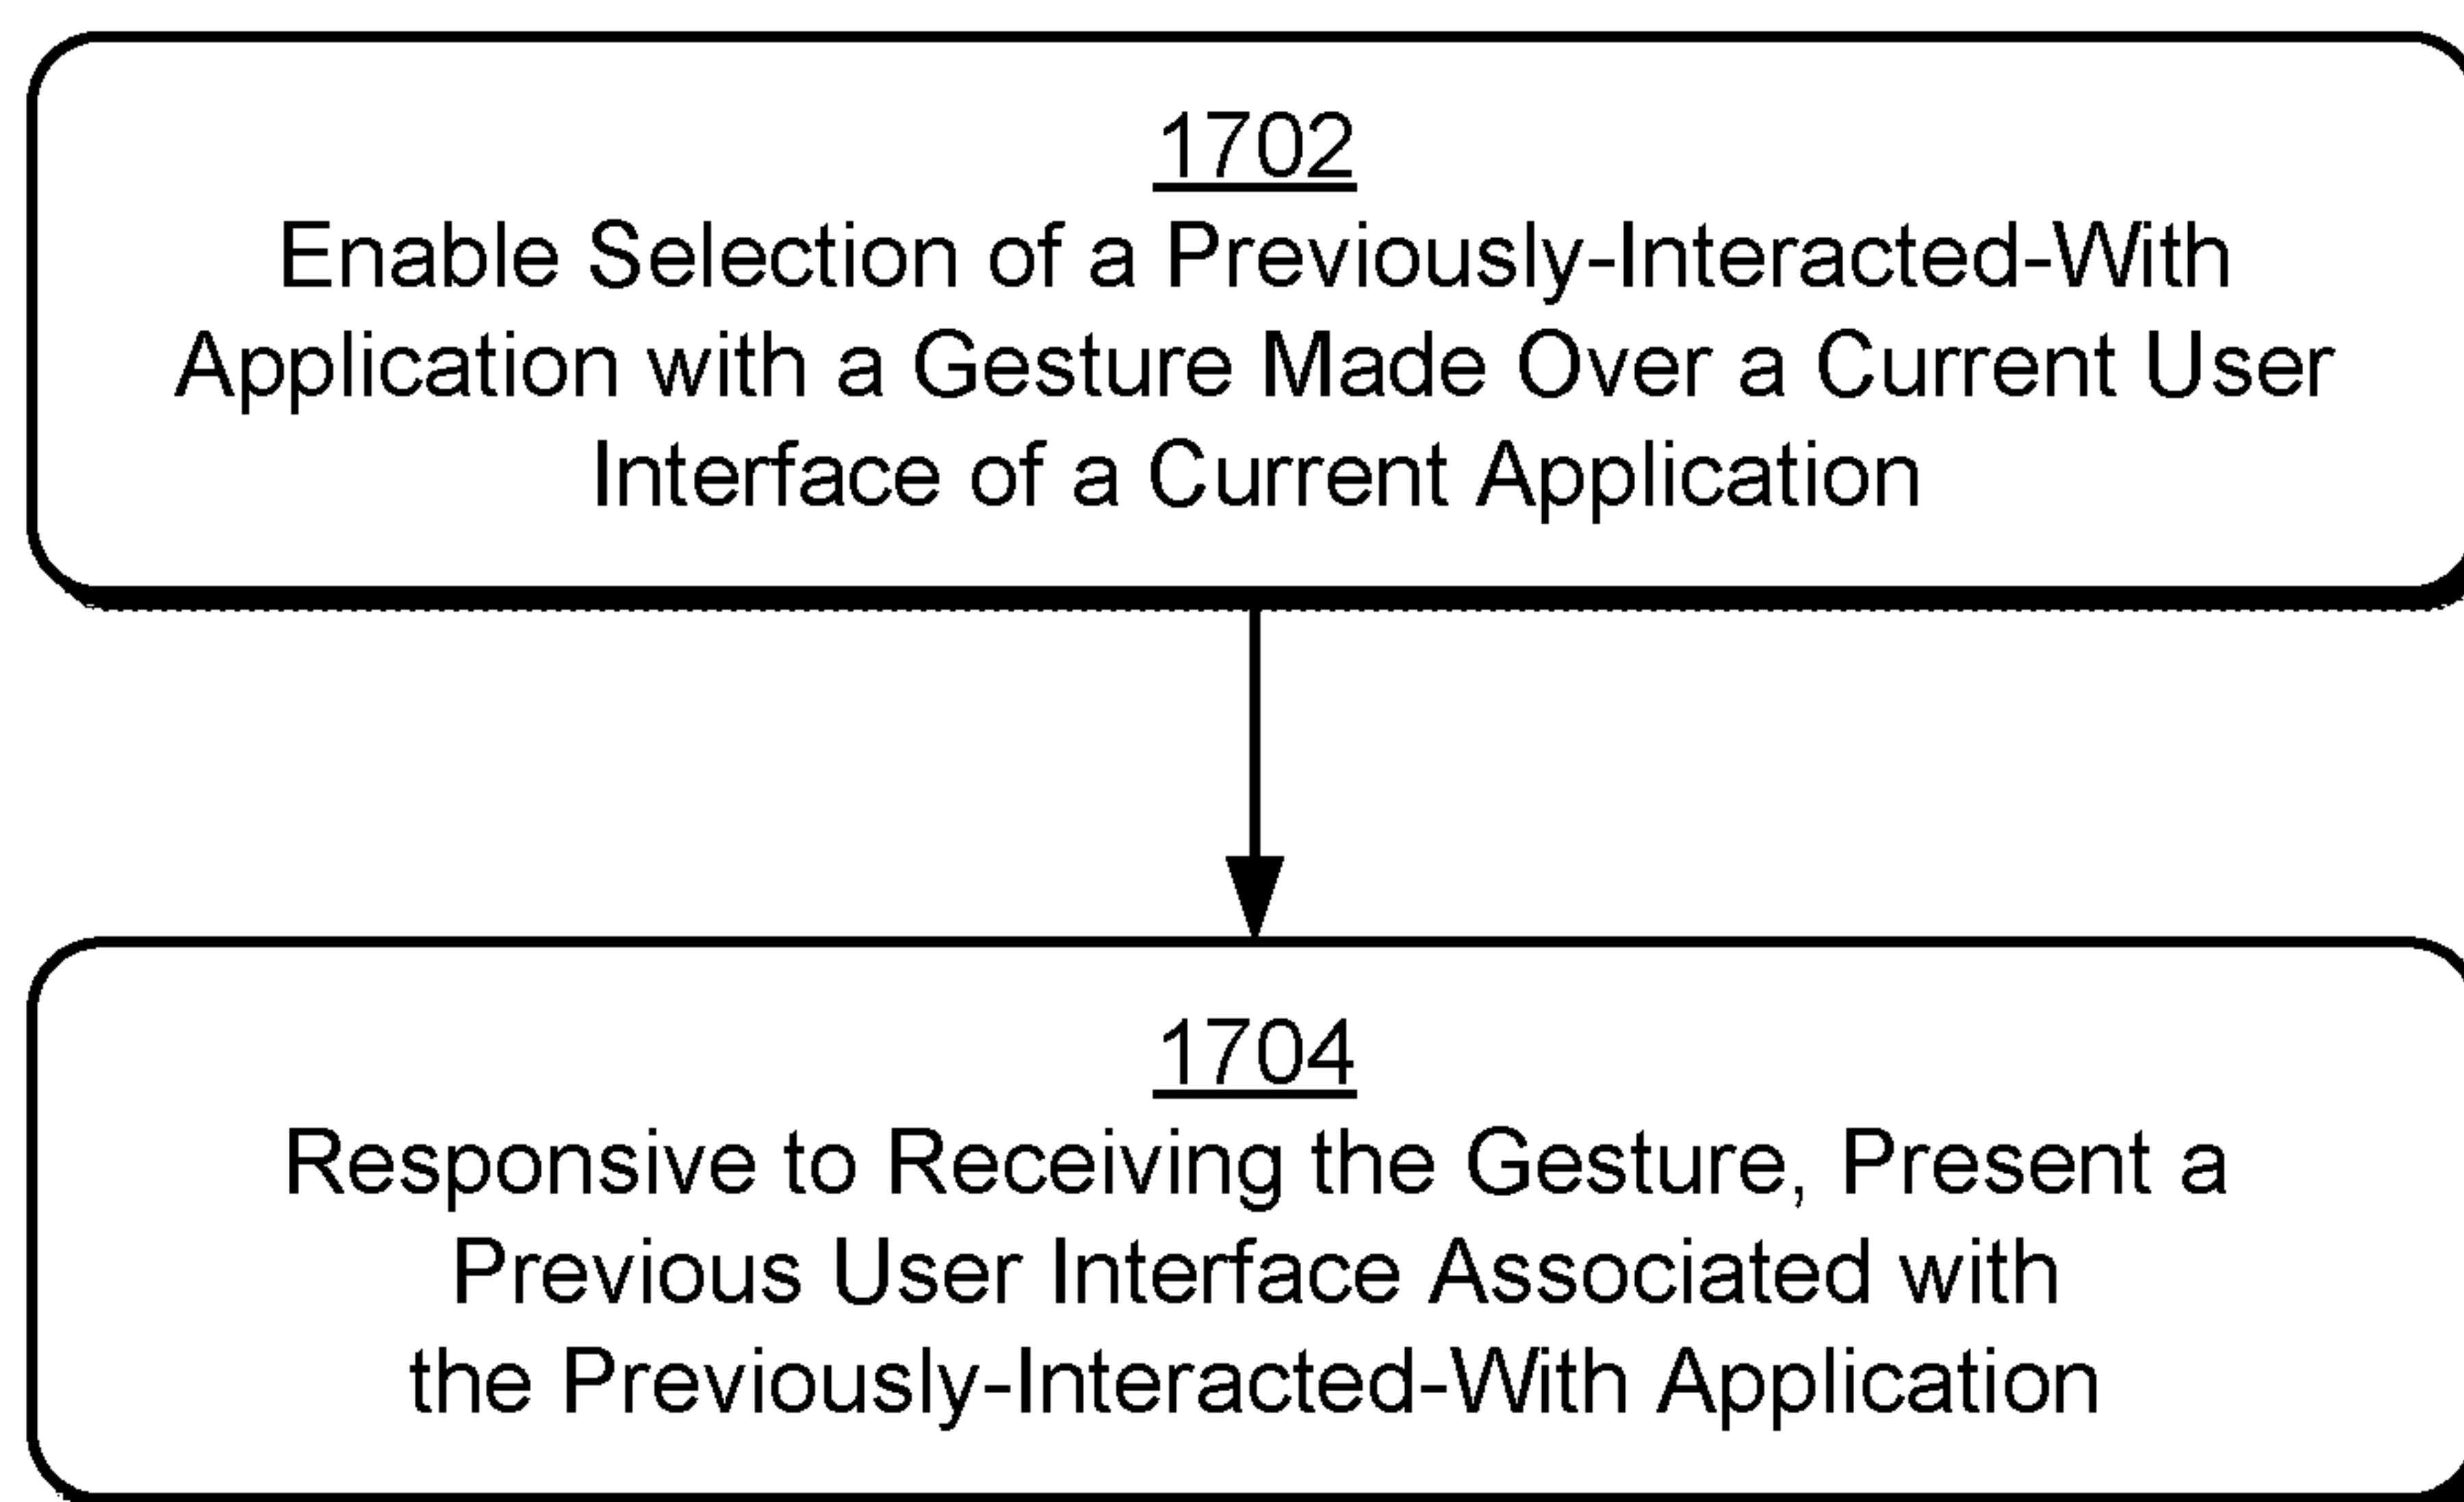 1702
Enable Selection of a Previously-Interacted-With
Application with a Gesture Made Over a Current User
Interface of a Current Application
1704
Responsive to Receiving the Gesture, Present a
Previous User Interface Associated with
the Previously-Interacted-With Application